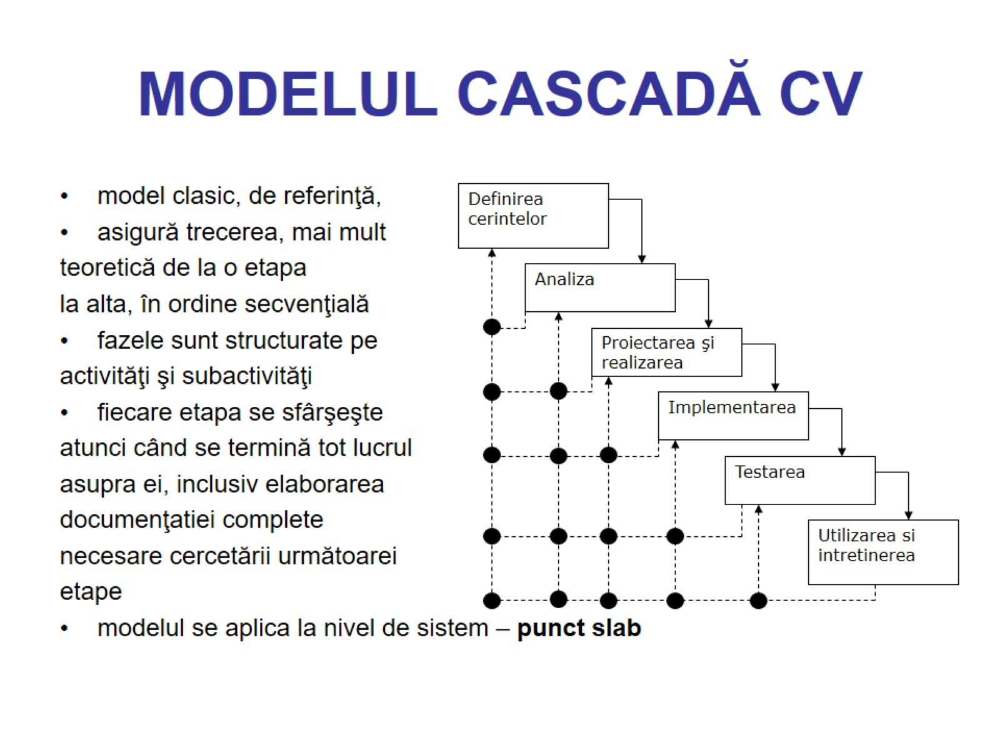 MODELUL CASCADĂ CV
• model clasic, de referinţă,
• asigură trecerea, mai mult
teoretică de la o etapa
la alta, în ordine secvenţială
• fazele sunt structurate pe
activităţi şi subactivităţi
• fiecare etapa se sfârşeşte
atunci când se termină tot lucrul
asupra ei, inclusiv elaborarea
documenţatiei complete
necesare cercetării următoarei
etape
• modelul se aplica la nivel de sistem – punct slab
Definirea
cerintelor
Analiza
Proiectarea şi
realizarea
Implementarea
Testarea
Utilizarea si
intretinerea